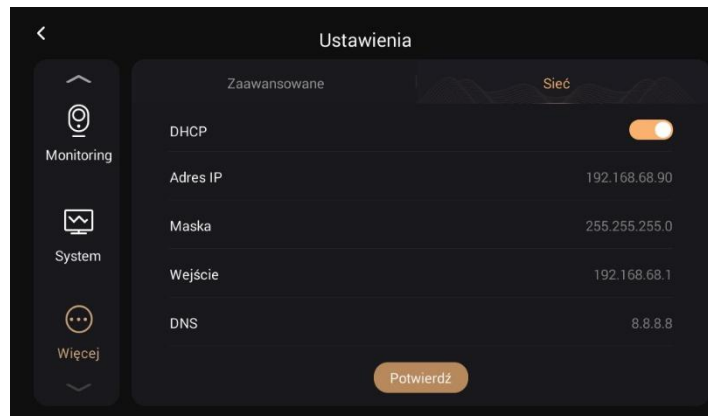 Ustawienia
Monitoring
System
Więcej
Zaawansowane
Sieć
DHCP
Adres IP 192.168.68.90
Maska 255.255.255.0
Wejście 192.168.68.1
DNS 8.8.8.8
Potwierdź